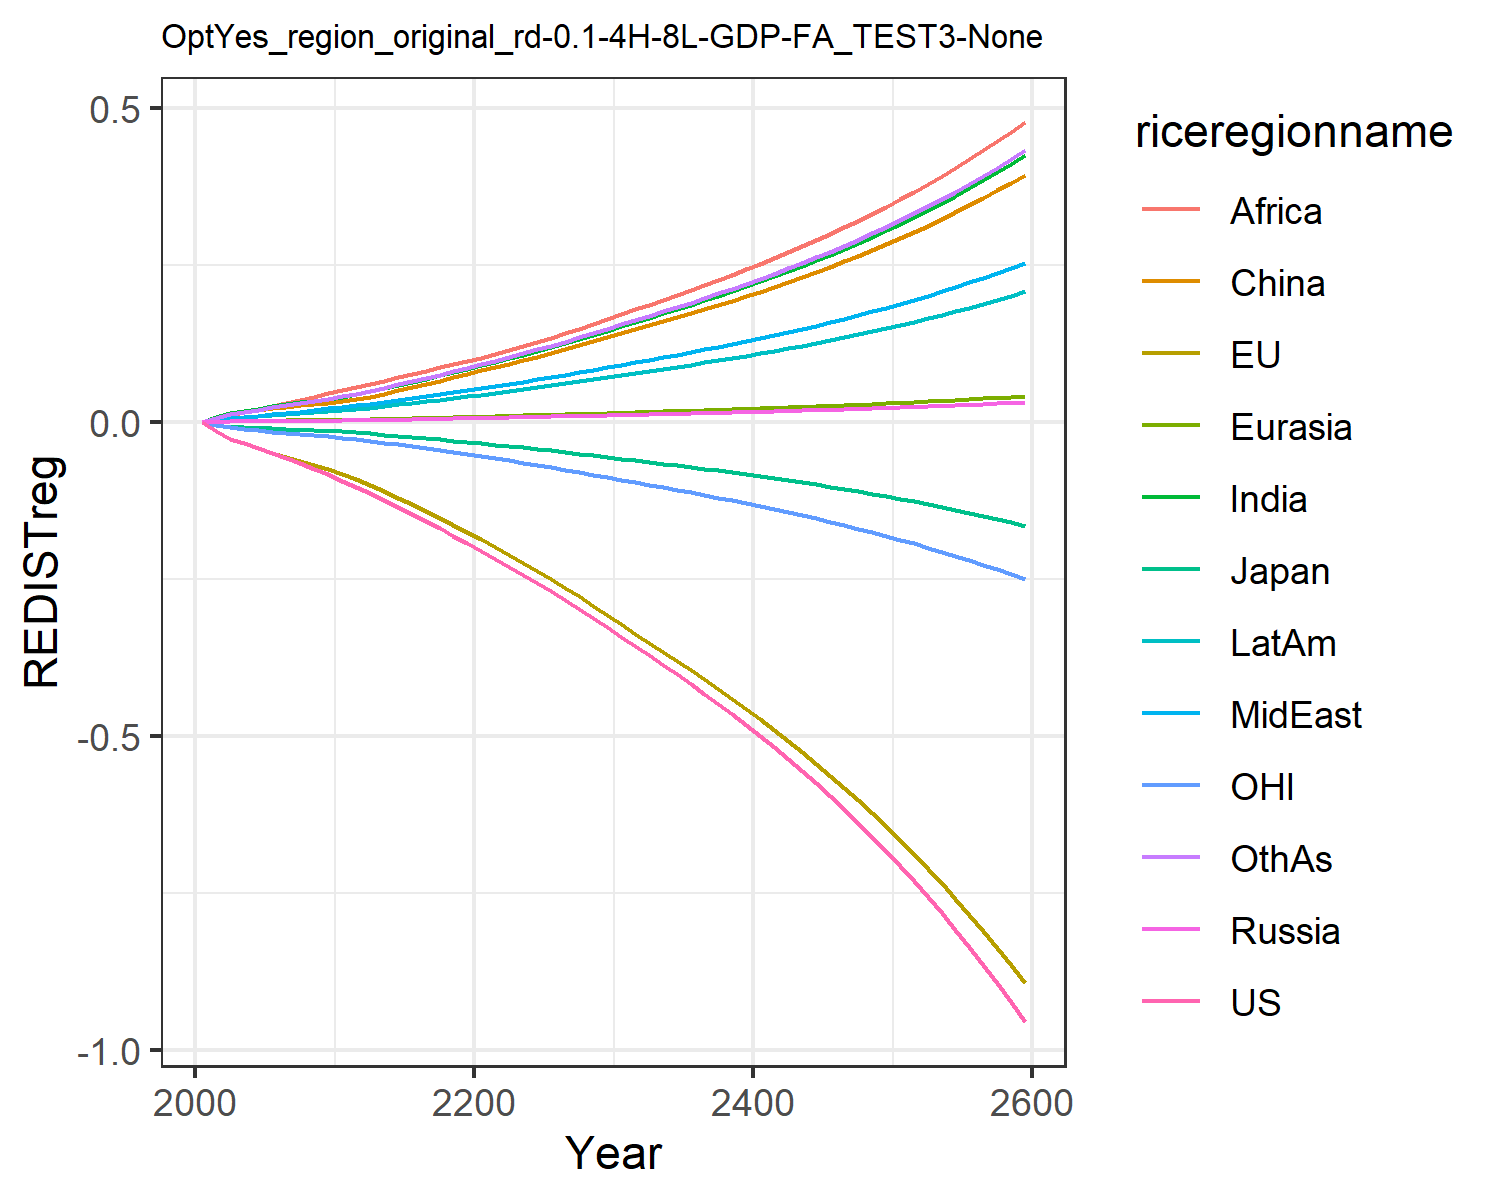 OptYes_region_original_rd-0.1-4H-8L-GDP-FA_TEST3-None
0.5
0.0
-0.5
-1.0
REDISTreg
2000 2200 2400 2600
Year
riceregionname
Africa
China
EU
Eurasia
India
Japan
LatAm
MidEast
OHI
OthAs
Russia
US